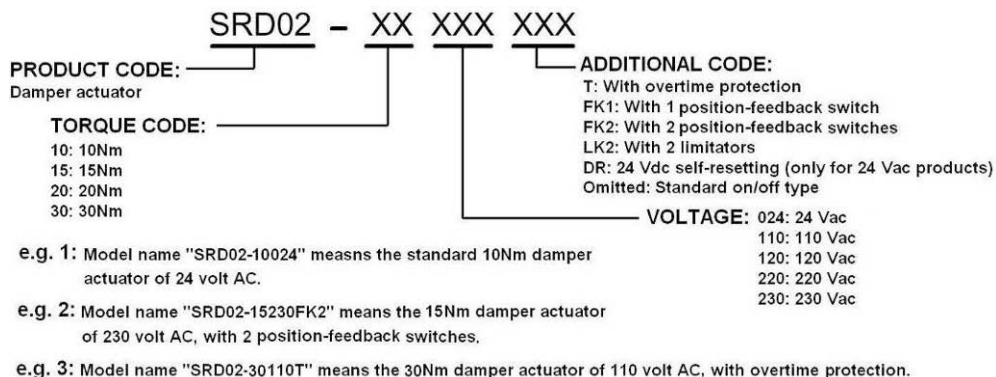 SRD02 - XX XXX XXX
PRODUCT CODE:
Damper actuator
TORQUE CODE:
10: 10Nm
15: 15Nm
20: 20Nm
30: 30Nm
ADDITIONAL CODE:
T: With overtime protection
FK1: With 1 position-feedback switch
FK2: With 2 position-feedback switches
LK2: With 2 limitators
DR: 24 Vdc self-resetting (only for 24 Vac products)
Omitted: Standard on/off type
VOLTAGE: 024: 24 Vac
110: 110 Vac
120: 120 Vac
220: 220 Vac
230: 230 Vac
e.g. 1: Model name "SRD02-10024" measns the standard 10Nm damper
actuator of 24 volt AC.
e.g. 2: Model name "SRD02-15230FK2" means the 15Nm damper actuator
of 230 volt AC, with 2 position-feedback switches.
e.g. 3: Model name "SRD02-30110T" means the 30Nm damper actuator of 110 volt AC, with overtime protection.